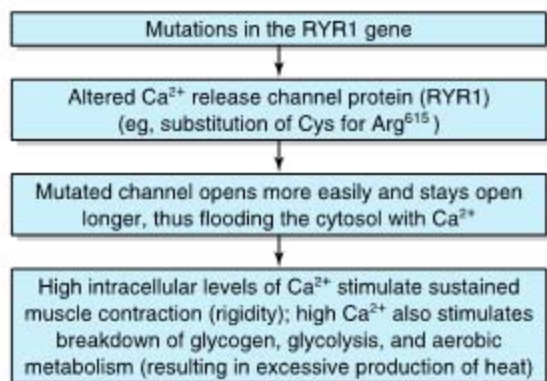 Mutations in the RYR1 gene
Altered Ca²⁺ release channel protein (RYR1)
(eg, substitution of Cys for Arg⁶¹⁵)
Mutated channel opens more easily and stays open
longer, thus flooding the cytosol with Ca²⁺
High intracellular levels of Ca²⁺ stimulate sustained
muscle contraction (rigidity); high Ca²⁺ also stimulates
breakdown of glycogen, glycolysis, and aerobic
metabolism (resulting in excessive production of heat)